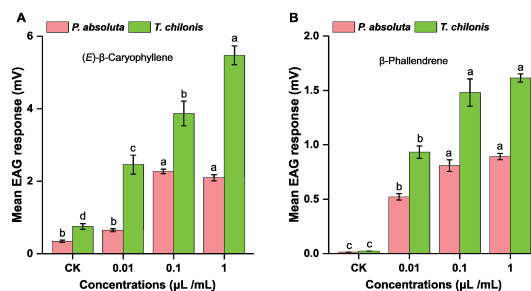 A
P. absoluta T. chilonis
(E)-β-Caryophyllene
Mean EAG response (mV)
6
4
2
0
b d b c a b a a
CK 0.01 0.1 1
Concentrations (μL /mL)
B
P. absoluta T. chilonis
β-Phallendrene
Mean EAG response (mV)
2.0
1.5
1.0
0.5
0.0
c c b b a a a a
CK 0.01 0.1 1
Concentrations (μL /mL)